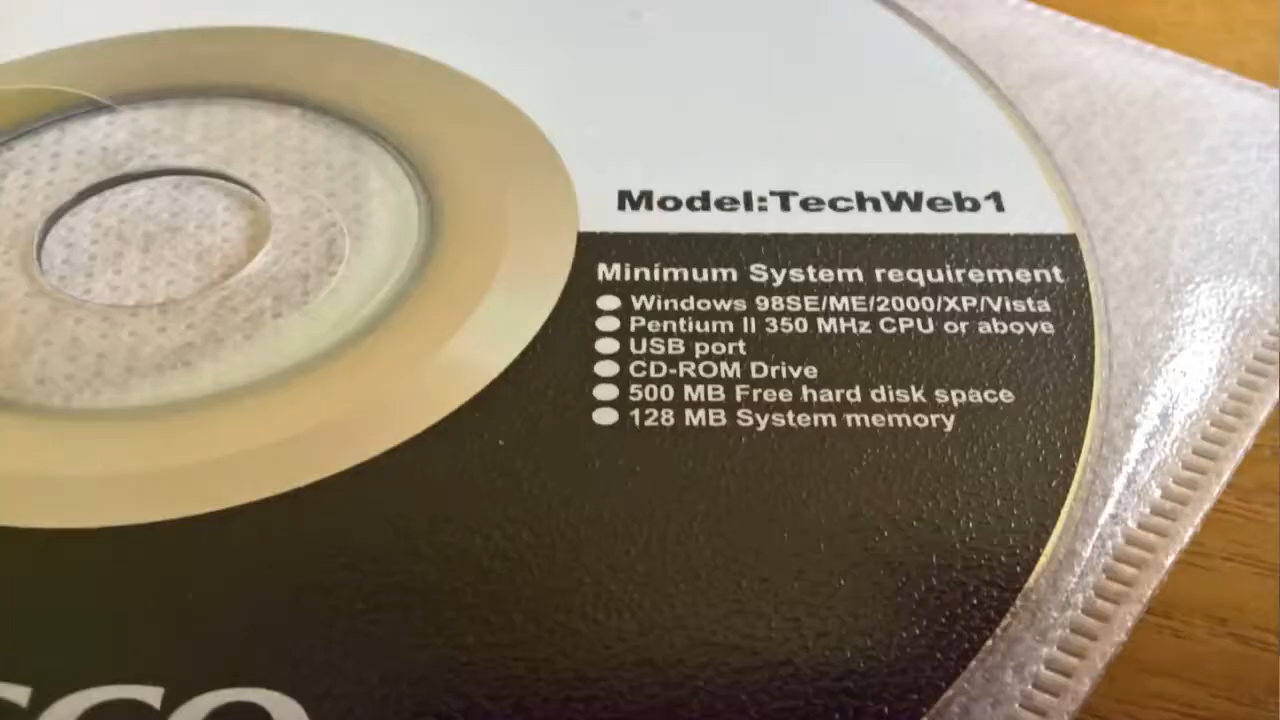 Model:TechWeb1
Minimum System requirement
Windows 98SE/ME/2000/XP/Vista
Pentium II 350 MHz CPU or above
USB port
CD-ROM Drive
500 MB Free hard disk space
128 MB System memory